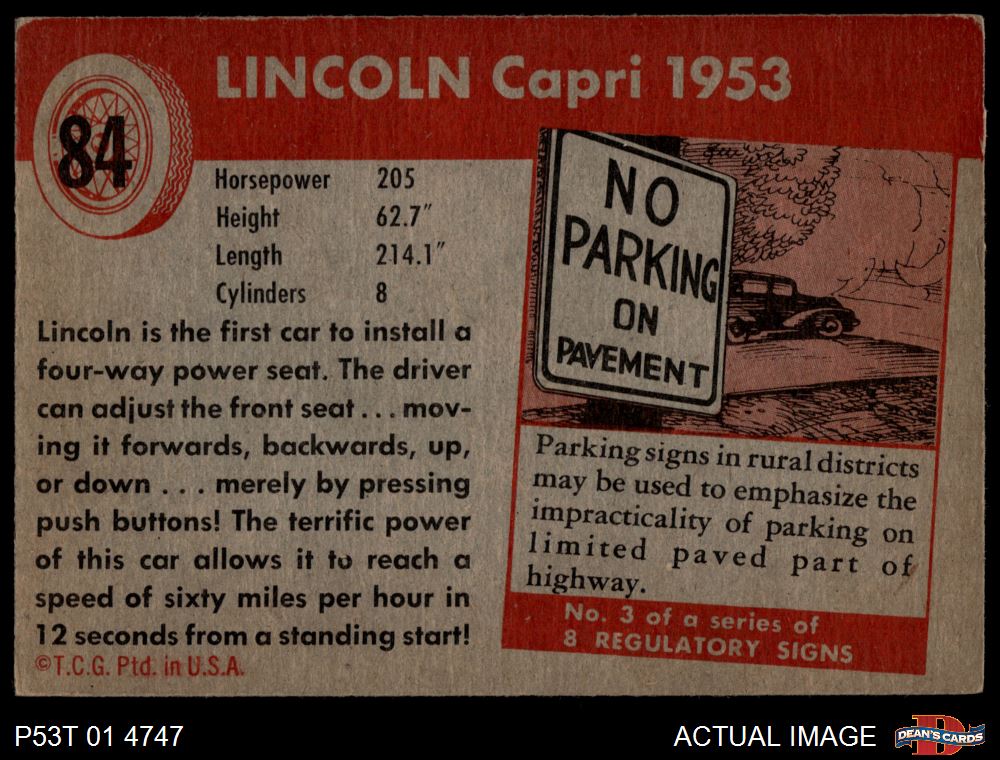 84
LINCOLN Capri 1953
Horsepower 205
Height 62.7"
Length 214.1"
Cylinders 8
Lincoln is the first car to install a
four-way power seat. The driver
can adjust the front seat . . . mov-
ing it forwards, backwards, up,
or down . . . merely by pressing
push buttons! The terrific power
of this car allows it to reach a
speed of sixty miles per hour in
12 seconds from a standing start!
©T.C.G. Ptd. in U.S.A.
NO
PARKING
ON
PAVEMENT
Parking signs in rural districts
may be used to emphasize the
impracticality of parking on
limited paved part of
highway.
No. 3 of a series of
8 REGULATORY SIGNS
P53T 01 4747
ACTUAL IMAGE
D
DEAN'S CARDS